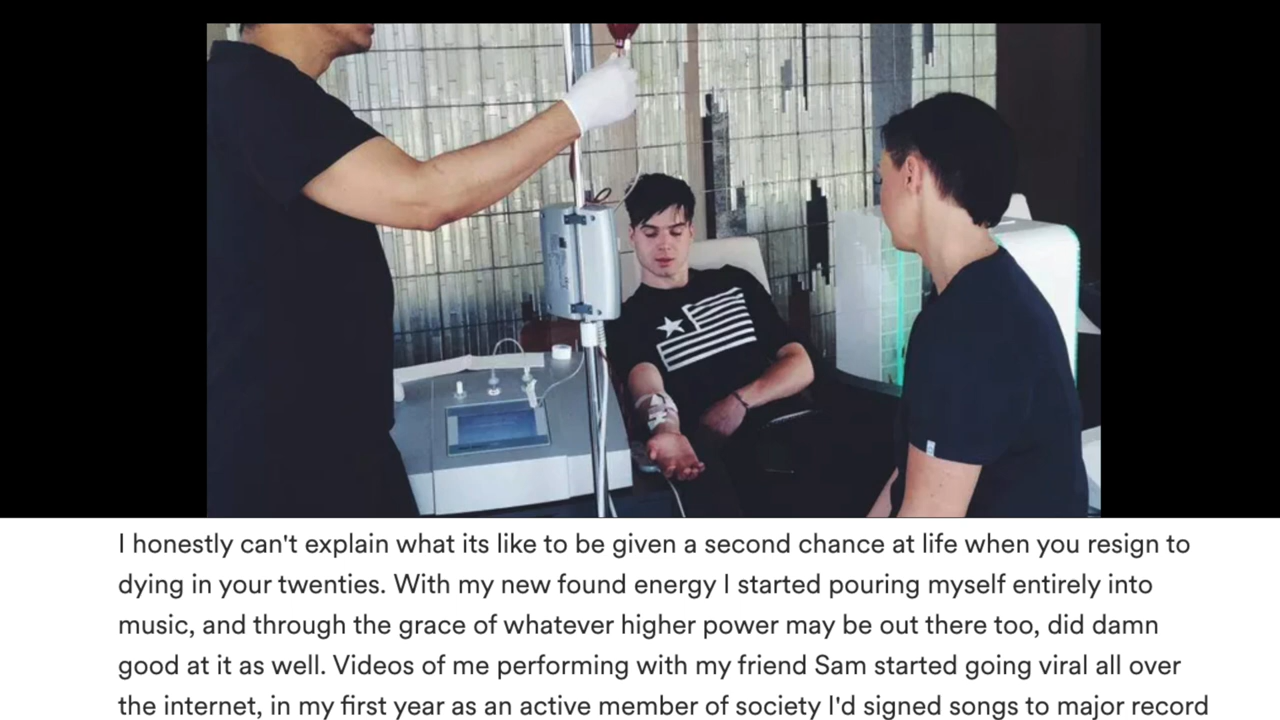 I honestly can't explain what its like to be given a second chance at life when you resign to
dying in your twenties. With my new found energy I started pouring myself entirely into
music, and through the grace of whatever higher power may be out there too, did damn
good at it as well. Videos of me performing with my friend Sam started going viral all over
the internet, in my first year as an active member of society I'd signed songs to major record